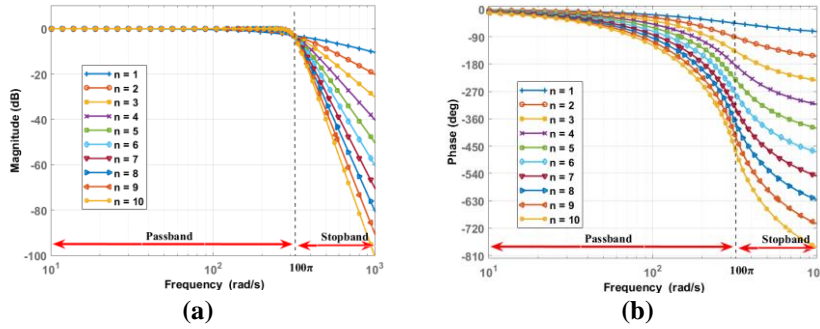 0
-20
-40
-60
-80
-100
Magnitude (dB)
n = 1
n = 2
n = 3
n = 4
n = 5
n = 6
n = 7
n = 8
n = 9
n = 10
Passband
Stopband
10^1
10^2
100π
10^3
Frequency (rad/s)
(a)
0
-90
-180
-270
-360
-450
-540
-630
-720
-810
Phase (deg)
n = 1
n = 2
n = 3
n = 4
n = 5
n = 6
n = 7
n = 8
n = 9
n = 10
Passband
Stopband
10^1
10^2
100π
Frequency (rad/s)
(b)